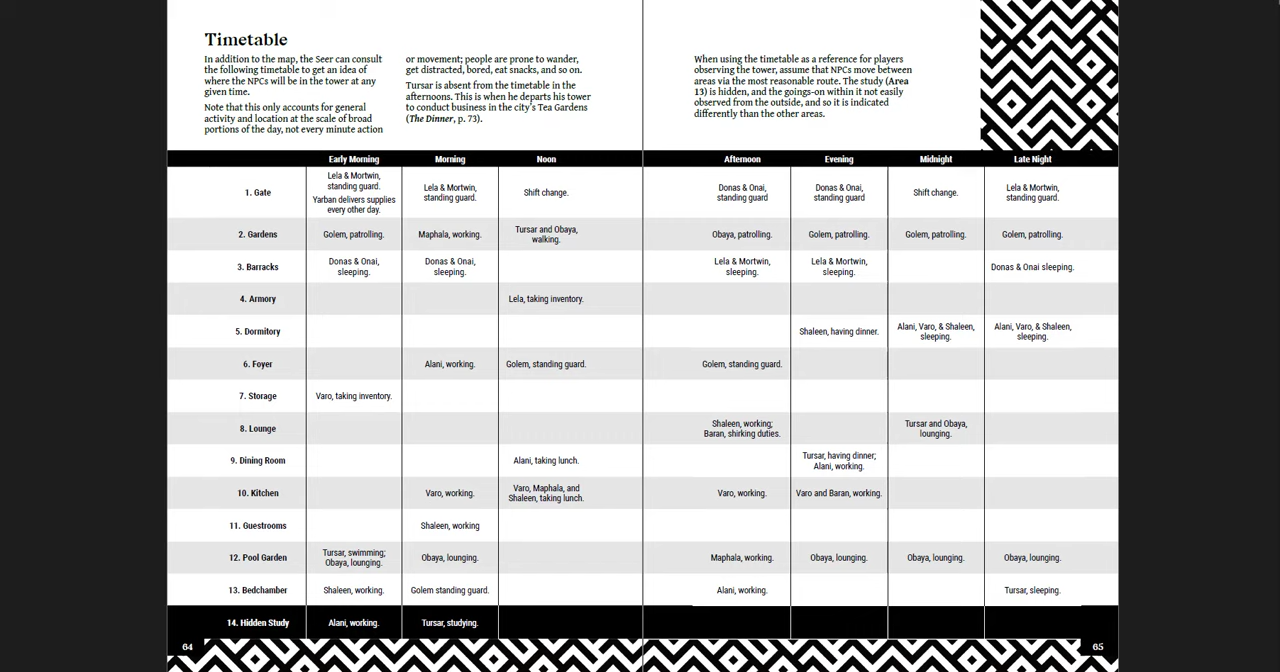 Timetable
In addition to the map, the Seer can consult
the following timetable to get an idea of
where the NPCs will be in the tower at any
given time.
Note that this only accounts for general
activity and location at the scale of broad
portions of the day, not every minute action
or movement; people are prone to wander,
get distracted, bored, eat snacks, and so on.
Tursar is absent from the timetable in the
afternoons. This is when he departs his tower
to conduct business in the city's Tea Gardens
(The Dinner, p. 73).
When using the timetable as a reference for players
observing the tower, assume that NPCs move between
areas via the most reasonable route. The study (Area
13) is hidden, and the goings-on within it not easily
observed from the outside, and so it is indicated
differently than the other areas.
Early Morning Morning Noon Afternoon Evening Midnight Late Night
1. Gate
Lela & Mortwin,
standing guard.
Yarban delivers supplies
every other day.
Lela & Mortwin,
standing guard.
Shift change.
Donas & Onai,
standing guard
Donas & Onai,
standing guard
Shift change.
Lela & Mortwin,
standing guard.
2. Gardens
Golem, patrolling.
Maphala, working.
Tursar and Obaya,
walking.
Obaya, patrolling.
Golem, patrolling.
Golem, patrolling.
Golem, patrolling.
3. Barracks
Donas & Onai,
sleeping.
Donas & Onai,
sleeping.
Lela & Mortwin,
sleeping.
Lela & Mortwin,
sleeping.
Donas & Onai sleeping.
4. Armory
Lela, taking inventory.
5. Dormitory
Shaleen, having dinner.
Alani, Varo, & Shaleen,
sleeping.
Alani, Varo, & Shaleen,
sleeping.
6. Foyer
Alani, working.
Golem, standing guard.
Golem, standing guard.
7. Storage
Varo, taking inventory.
8. Lounge
Shaleen, working;
Baran, shirking duties.
Tursar and Obaya,
lounging.
9. Dining Room
Alani, taking lunch.
Tursar, having dinner;
Alani, working.
10. Kitchen
Varo, working.
Varo, Maphala, and
Shaleen, taking lunch.
Varo, working.
Varo and Baran, working.
11. Guestrooms
Shaleen, working
12. Pool Garden
Tursar, swimming;
Obaya, lounging.
Obaya, lounging.
Maphala, working.
Obaya, lounging.
Obaya, lounging.
Obaya, lounging.
13. Bedchamber
Shaleen, working.
Golem standing guard.
Alani, working.
Tursar, sleeping.
14. Hidden Study
Alani, working.
Tursar, studying.
64
65